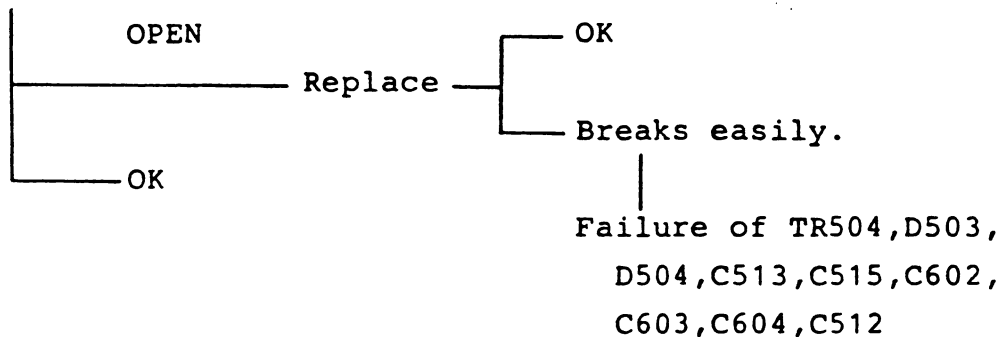 OPEN
OK
Replace
Breaks easily.
OK
Failure of TR504,D503,
D504,C513,C515,C602,
C603,C604,C512